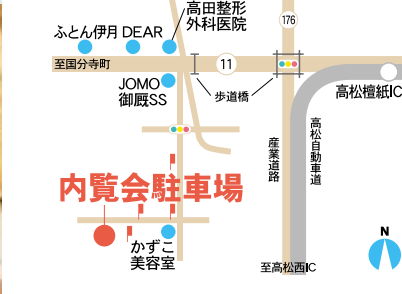 高田整形
外科医院
ふとん伊月 DEAR
176
至国分寺町
11
JOMO
御厩SS
歩道橋
高松檀紙IC
産業道路
高松自動車道
内覧会駐車場
かずこ
美容室
N
至高松西IC